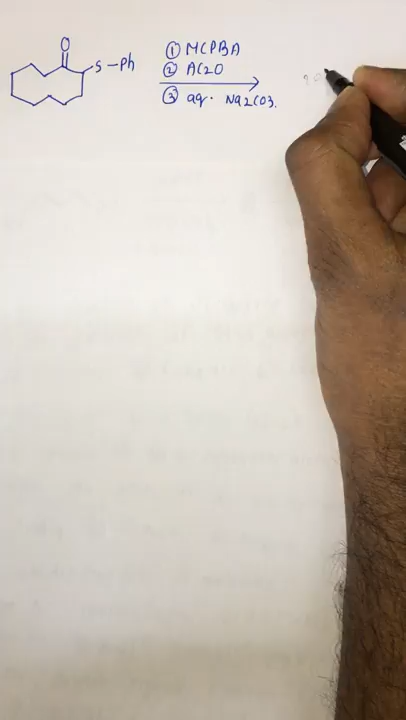 O
S-Ph
① MCPBA
② AC2O
③ aq. Na2CO3.